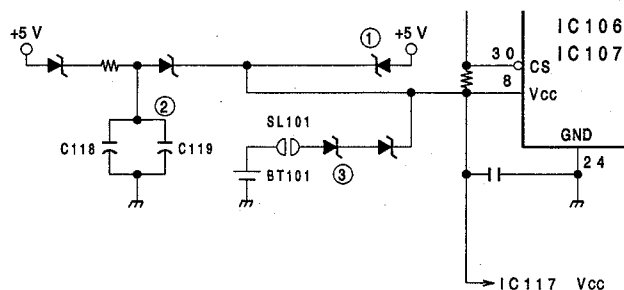 +5 V
① +5 V
IC106
IC107
30
CS
8
Vcc
②
SL101
C118
C119
GND
24
BT101
③
IC117 Vcc